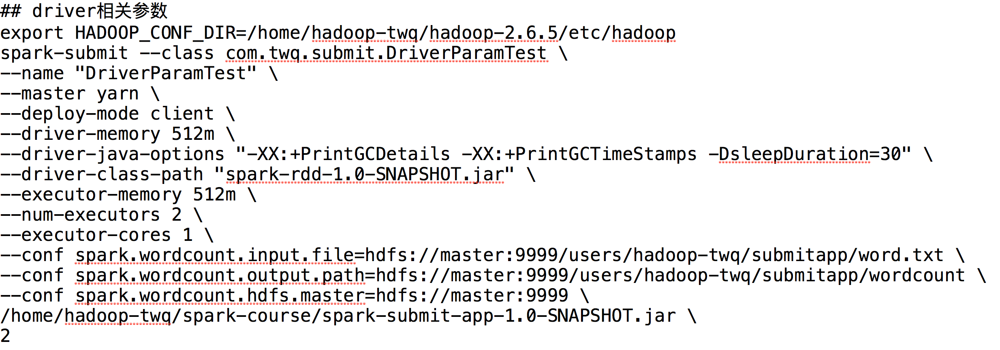 ## driver相关参数
export HADOOP_CONF_DIR=/home/hadoop-twq/hadoop-2.6.5/etc/hadoop
spark-submit --class com.twq.submit.DriverParamTest \
--name "DriverParamTest" \
--master yarn \
--deploy-mode client \
--driver-memory 512m \
--driver-java-options "-XX:+PrintGCDetails -XX:+PrintGCTimeStamps -DsleepDuration=30" \
--driver-class-path "spark-rdd-1.0-SNAPSHOT.jar" \
--executor-memory 512m \
--num-executors 2 \
--executor-cores 1 \
--conf spark.wordcount.input.file=hdfs://master:9999/users/hadoop-twq/submitapp/word.txt \
--conf spark.wordcount.output.path=hdfs://master:9999/users/hadoop-twq/submitapp/wordcount \
--conf spark.wordcount.hdfs.master=hdfs://master:9999 \
/home/hadoop-twq/spark-course/spark-submit-app-1.0-SNAPSHOT.jar \
2